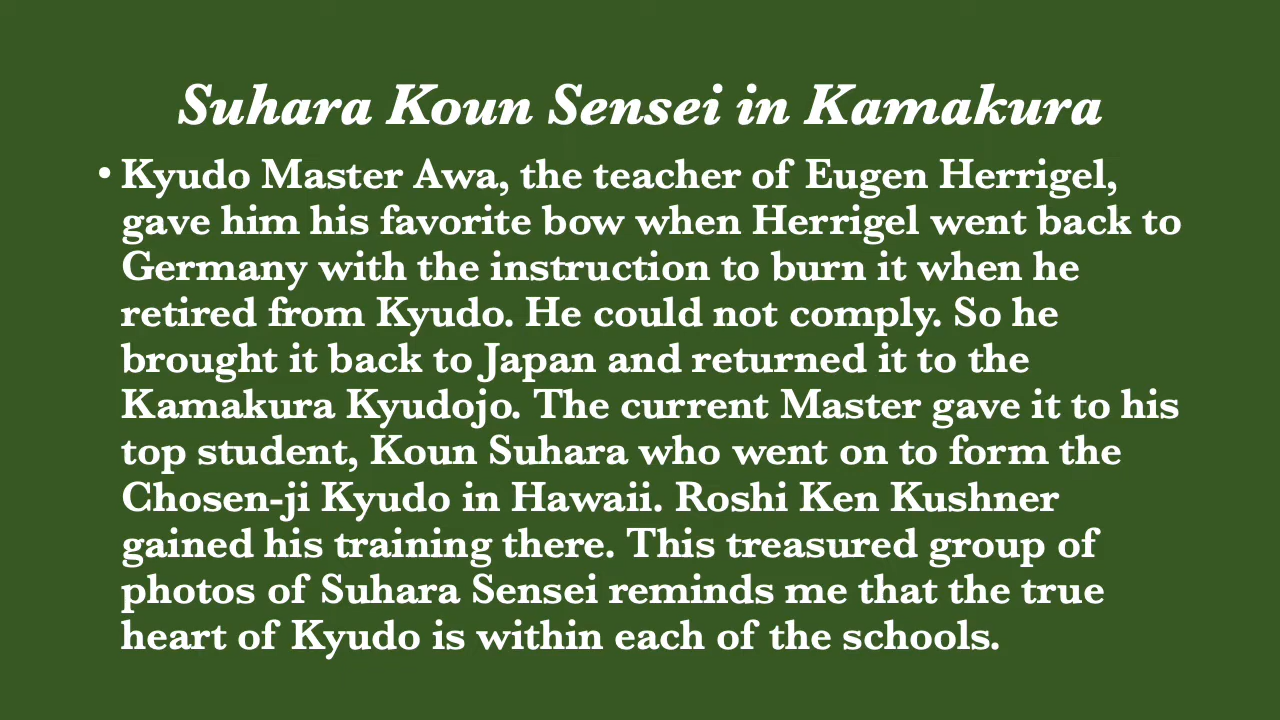 Suhara Koun Sensei in Kamakura
• Kyudo Master Awa, the teacher of Eugen Herrigel,
gave him his favorite bow when Herrigel went back to
Germany with the instruction to burn it when he
retired from Kyudo. He could not comply. So he
brought it back to Japan and returned it to the
Kamakura Kyudojo. The current Master gave it to his
top student, Koun Suhara who went on to form the
Chosen-ji Kyudo in Hawaii. Roshi Ken Kushner
gained his training there. This treasured group of
photos of Suhara Sensei reminds me that the true
heart of Kyudo is within each of the schools.